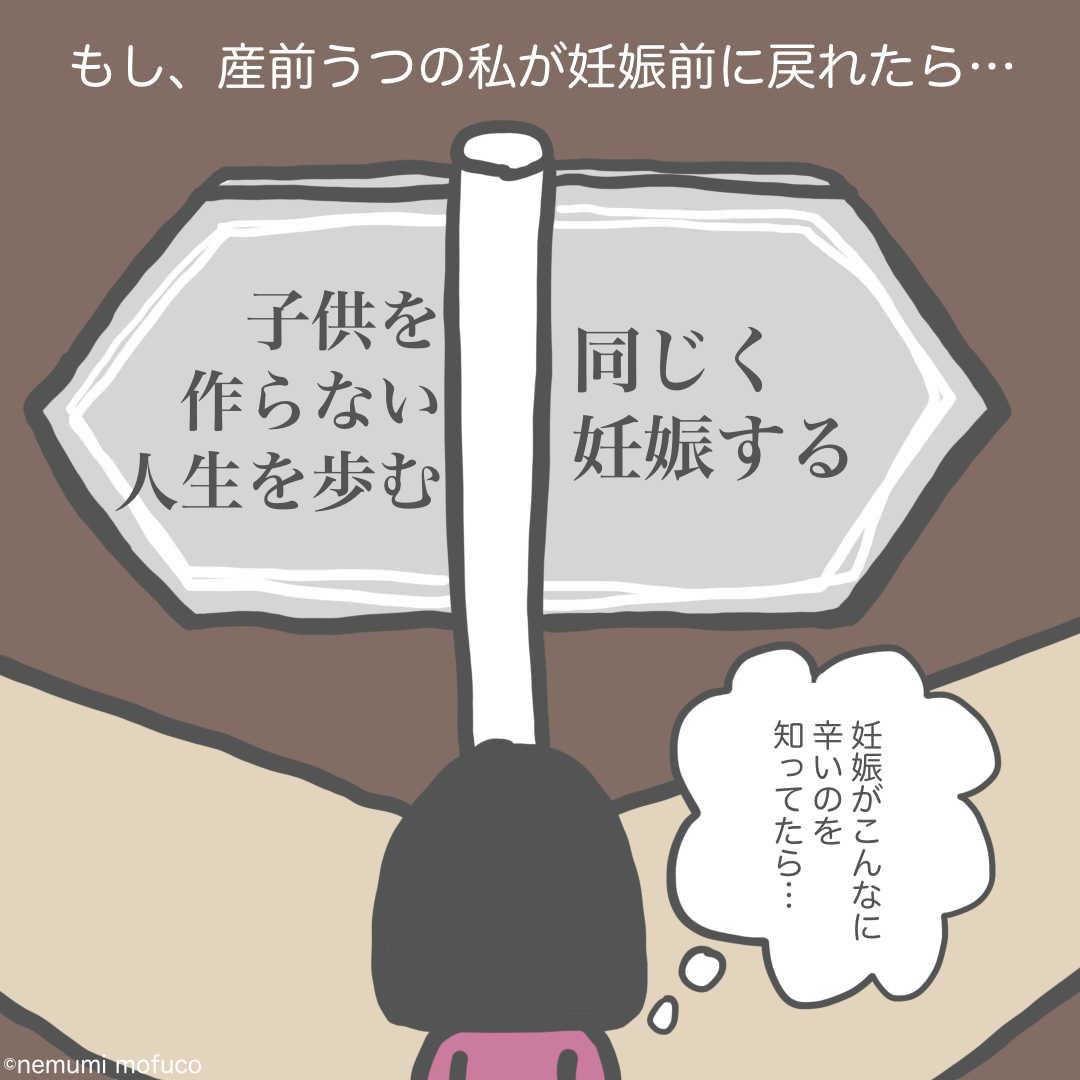 もし、産前うつの私が妊娠前に戻れたら…
子供を
作らない
人生を歩む
同じく
妊娠する
妊娠がこんなに
辛いのを
知ってたら…
©nemumi mofuco